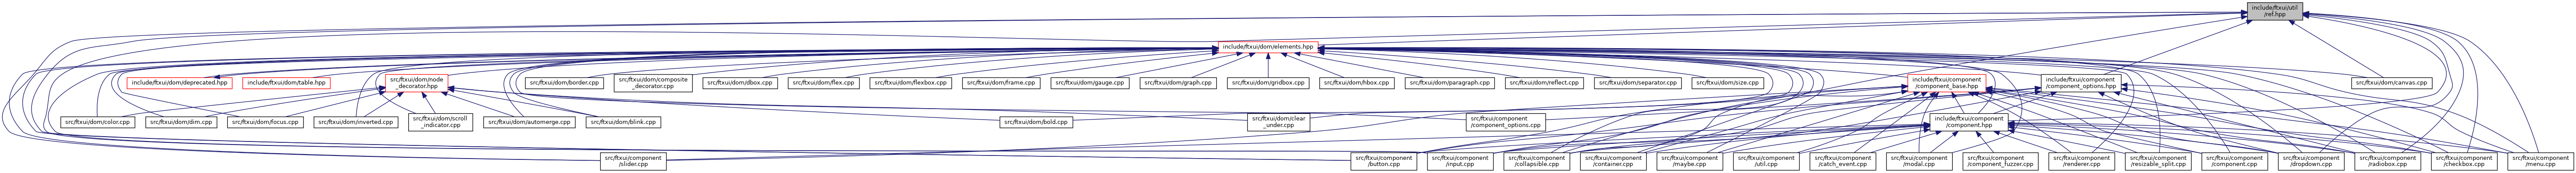 include/ftxui/util
/ref.hpp
include/ftxui/dom/elements.hpp
include/ftxui/dom/deprecated.hpp
include/ftxui/dom/table.hpp
src/ftxui/dom/node
_decorator.hpp
src/ftxui/dom/border.cpp
src/ftxui/dom/composite
_decorator.cpp
src/ftxui/dom/dbox.cpp
src/ftxui/dom/flex.cpp
src/ftxui/dom/flexbox.cpp
src/ftxui/dom/frame.cpp
src/ftxui/dom/gauge.cpp
src/ftxui/dom/graph.cpp
src/ftxui/dom/gridbox.cpp
src/ftxui/dom/hbox.cpp
src/ftxui/dom/paragraph.cpp
src/ftxui/dom/reflect.cpp
src/ftxui/dom/separator.cpp
src/ftxui/dom/size.cpp
include/ftxui/component
/component_base.hpp
include/ftxui/component
/component_options.hpp
src/ftxui/dom/canvas.cpp
src/ftxui/dom/color.cpp
src/ftxui/dom/dim.cpp
src/ftxui/dom/focus.cpp
src/ftxui/dom/inverted.cpp
src/ftxui/dom/scroll
_indicator.cpp
src/ftxui/dom/automerge.cpp
src/ftxui/dom/blink.cpp
src/ftxui/dom/bold.cpp
src/ftxui/dom/clear
_under.cpp
src/ftxui/component
/component_options.cpp
include/ftxui/component
/component.hpp
src/ftxui/component
/slider.cpp
src/ftxui/component
/button.cpp
src/ftxui/component
/input.cpp
src/ftxui/component
/collapsible.cpp
src/ftxui/component
/container.cpp
src/ftxui/component
/maybe.cpp
src/ftxui/component
/util.cpp
src/ftxui/component
/catch_event.cpp
src/ftxui/component
/modal.cpp
src/ftxui/component
/component_fuzzer.cpp
src/ftxui/component
/renderer.cpp
src/ftxui/component
/resizable_split.cpp
src/ftxui/component
/component.cpp
src/ftxui/component
/dropdown.cpp
src/ftxui/component
/radiobox.cpp
src/ftxui/component
/checkbox.cpp
src/ftxui/component
/menu.cpp